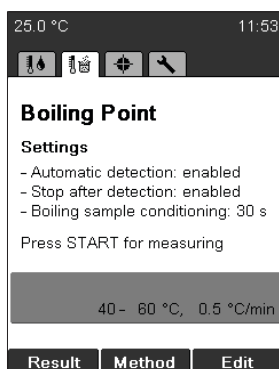 25.0 °C 11:53
Boiling Point
Settings
- Automatic detection: enabled
- Stop after detection: enabled
- Boiling sample conditioning: 30 s
Press START for measuring
40 - 60 °C, 0.5 °C/min
Result Method Edit